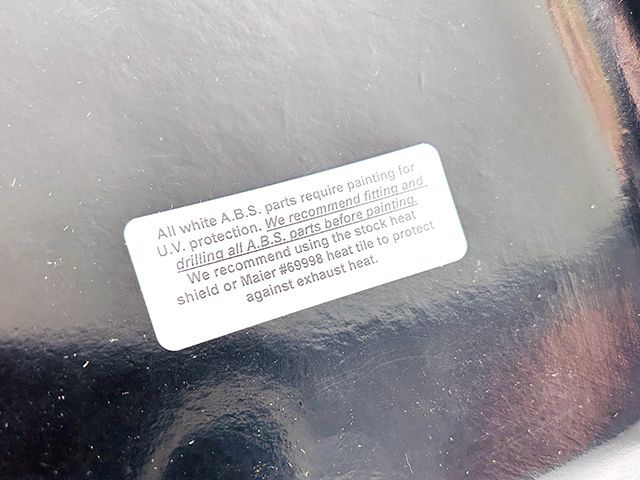 All white A.B.S. parts require painting for
U.V. protection. We recommend fitting and
drilling all A.B.S. parts before painting.
We recommend using the stock heat
shield or Maier #69998 heat tile to protect
against exhaust heat.